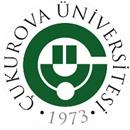 ÇUKUROVA ÜNİVERSİTESİ
· 1973 ·